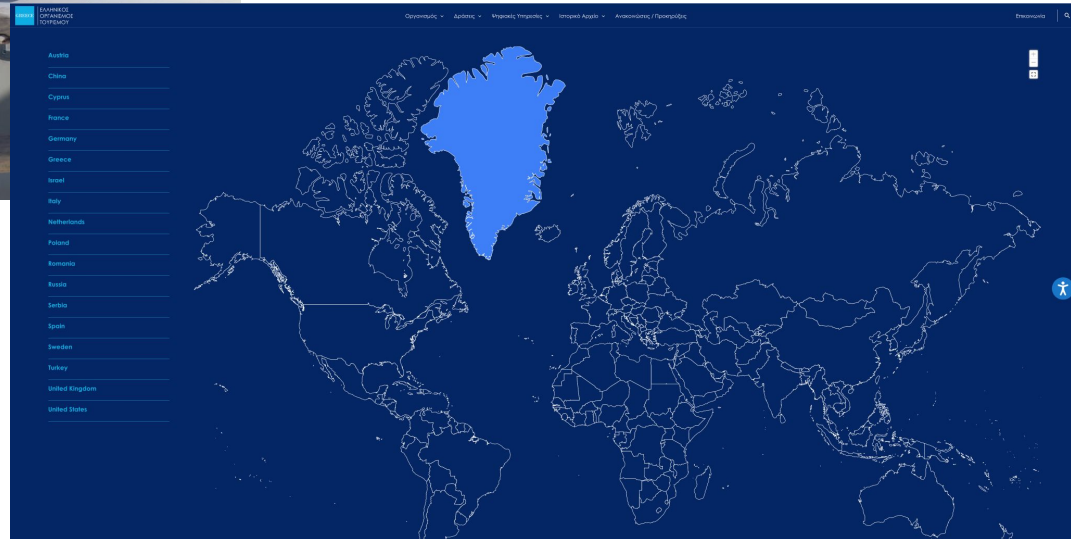 GREECE
ΕΛΛΗΝΙΚΟΣ
ΟΡΓΑΝΙΣΜΟΣ
ΤΟΥΡΙΣΜΟΥ
Οργανισμός Δράσεις Ψηφιακές Υπηρεσίες Ιστορικό Αρχείο Ανακοινώσεις / Προκηρύξεις Επικοινωνία
Austria
China
Cyprus
France
Germany
Greece
Israel
Italy
Netherlands
Poland
Romania
Russia
Serbia
Spain
Sweden
Turkey
United Kingdom
United States